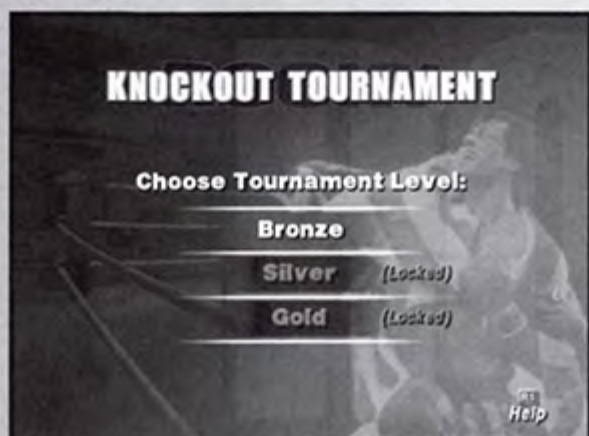 KNOCKOUT TOURNAMENT
Choose Tournament Level:
Bronze
Silver (Locked)
Gold (Locked)
Help